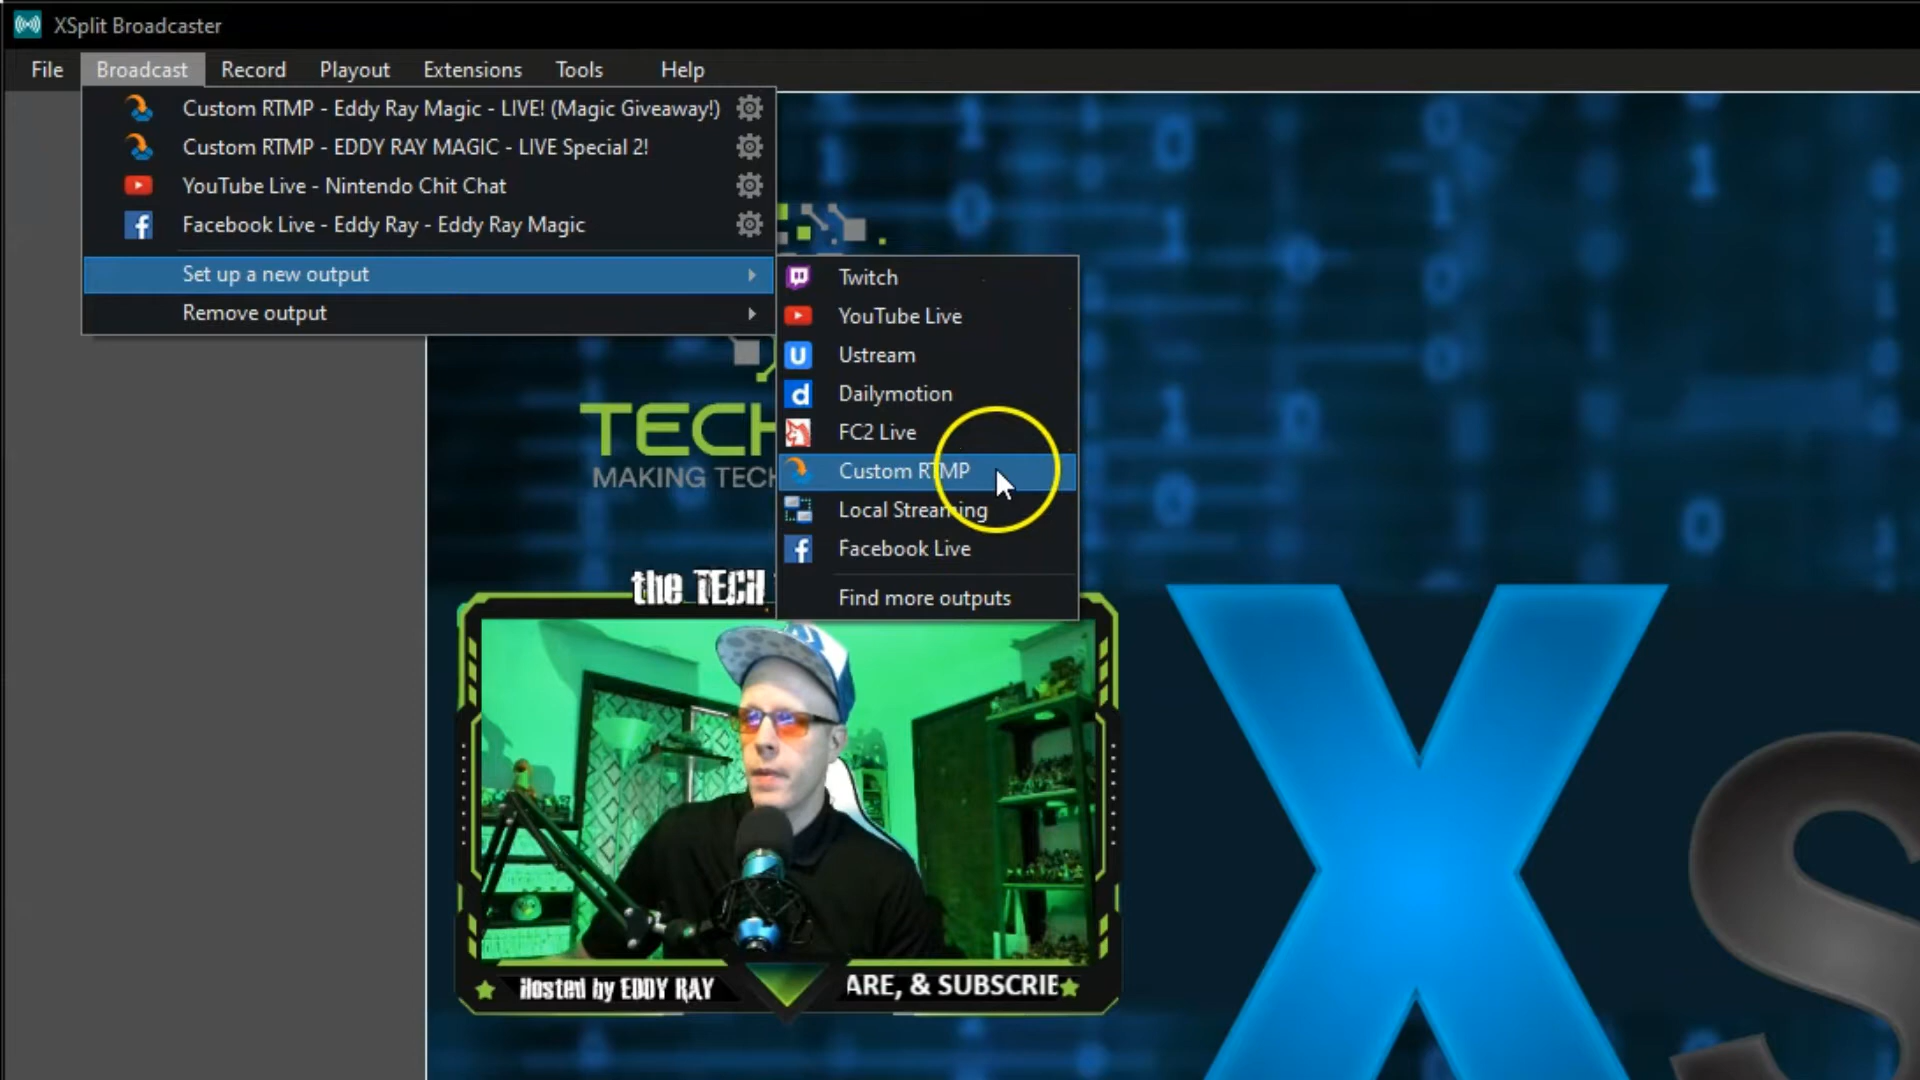 XSplit Broadcaster
File Broadcast Record Playout Extensions Tools Help
Custom RTMP - Eddy Ray Magic - LIVE! (Magic Giveaway!)
Custom RTMP - EDDY RAY MAGIC - LIVE Special 2!
YouTube Live - Nintendo Chit Chat
Facebook Live - Eddy Ray - Eddy Ray Magic
Set up a new output
Remove output
Twitch
YouTube Live
Ustream
Dailymotion
FC2 Live
Custom RTMP
Local Streaming
Facebook Live
Find more outputs
TECH
MAKING TECH
the TECH
Hosted by EDDY RAY
ARE, & SUBSCRIBE
XS